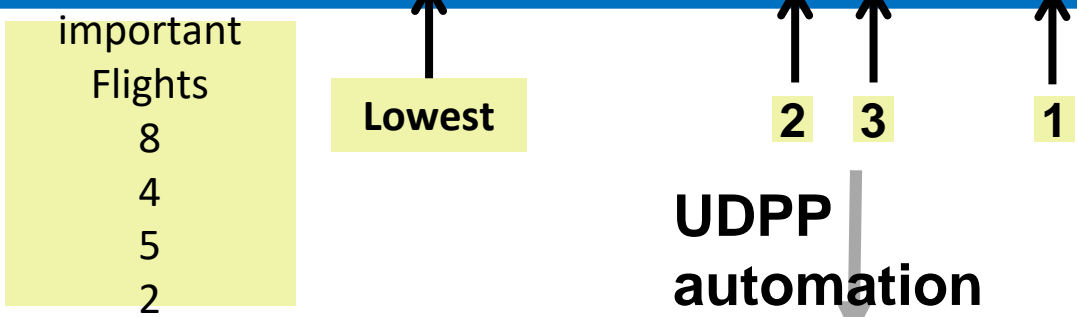 important
Flights
8
4
5
2
Lowest
2 3 1
UDPP
automation